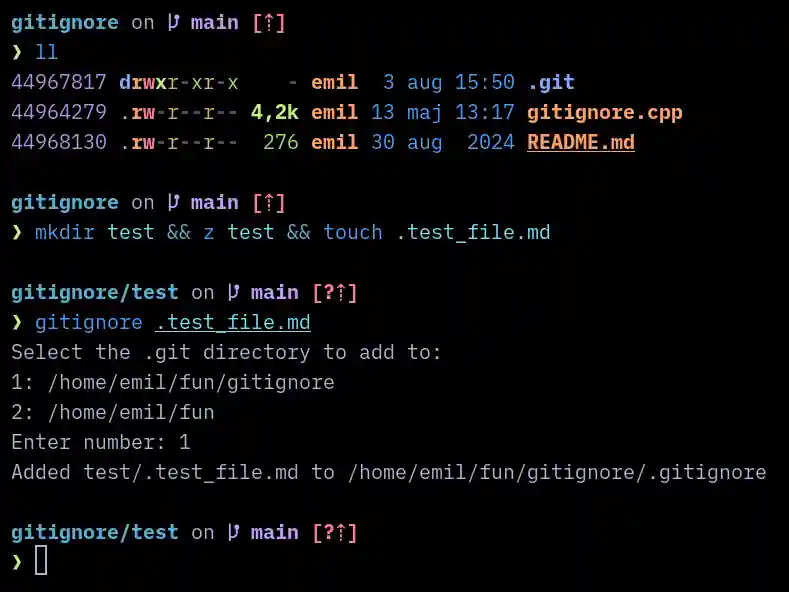 gitignore on main [⇡]
❯ ll
44967817 drwxr-xr-x - emil 3 aug 15:50 .git
44964279 .rw-r--r-- 4,2k emil 13 maj 13:17 gitignore.cpp
44968130 .rw-r--r-- 276 emil 30 aug 2024 README.md
gitignore on main [⇡]
❯ mkdir test && z test && touch .test_file.md
gitignore/test on main [?⇡]
❯ gitignore .test_file.md
Select the .git directory to add to:
1: /home/emil/fun/gitignore
2: /home/emil/fun
Enter number: 1
Added test/.test_file.md to /home/emil/fun/gitignore/.gitignore
gitignore/test on main [?⇡]
❯